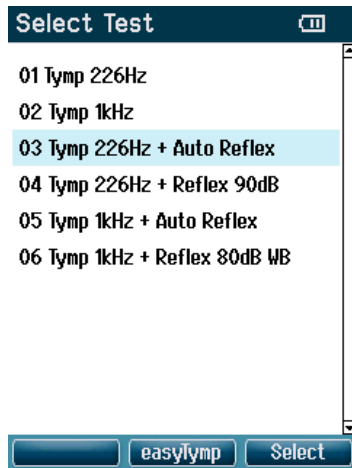 Select Test
01 Tymp 226Hz
02 Tymp 1kHz
03 Tymp 226Hz + Auto Reflex
04 Tymp 226Hz + Reflex 90dB
05 Tymp 1kHz + Auto Reflex
06 Tymp 1kHz + Reflex 80dB WB
easyTymp Select